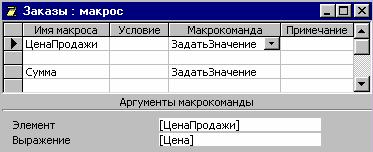 Заказы : макрос
Имя макроса Условие Макрокоманда Примечание
ЦенаПродажи ЗадатьЗначение
Сумма ЗадатьЗначение
Аргументы макрокоманды
Элемент [ЦенаПродажи]
Выражение [Цена]